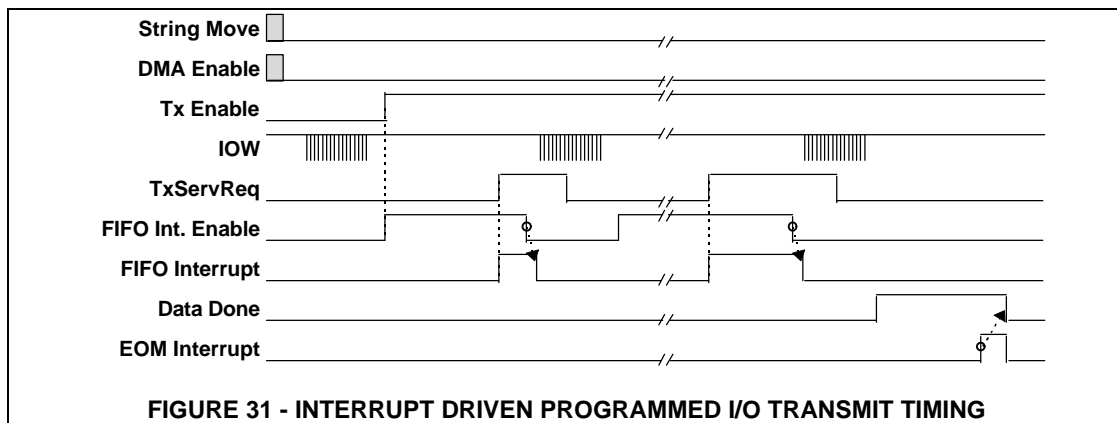 String Move
DMA Enable
Tx Enable
IOW
TxServReq
FIFO Int. Enable
FIFO Interrupt
Data Done
EOM Interrupt
FIGURE 31 - INTERRUPT DRIVEN PROGRAMMED I/O TRANSMIT TIMING